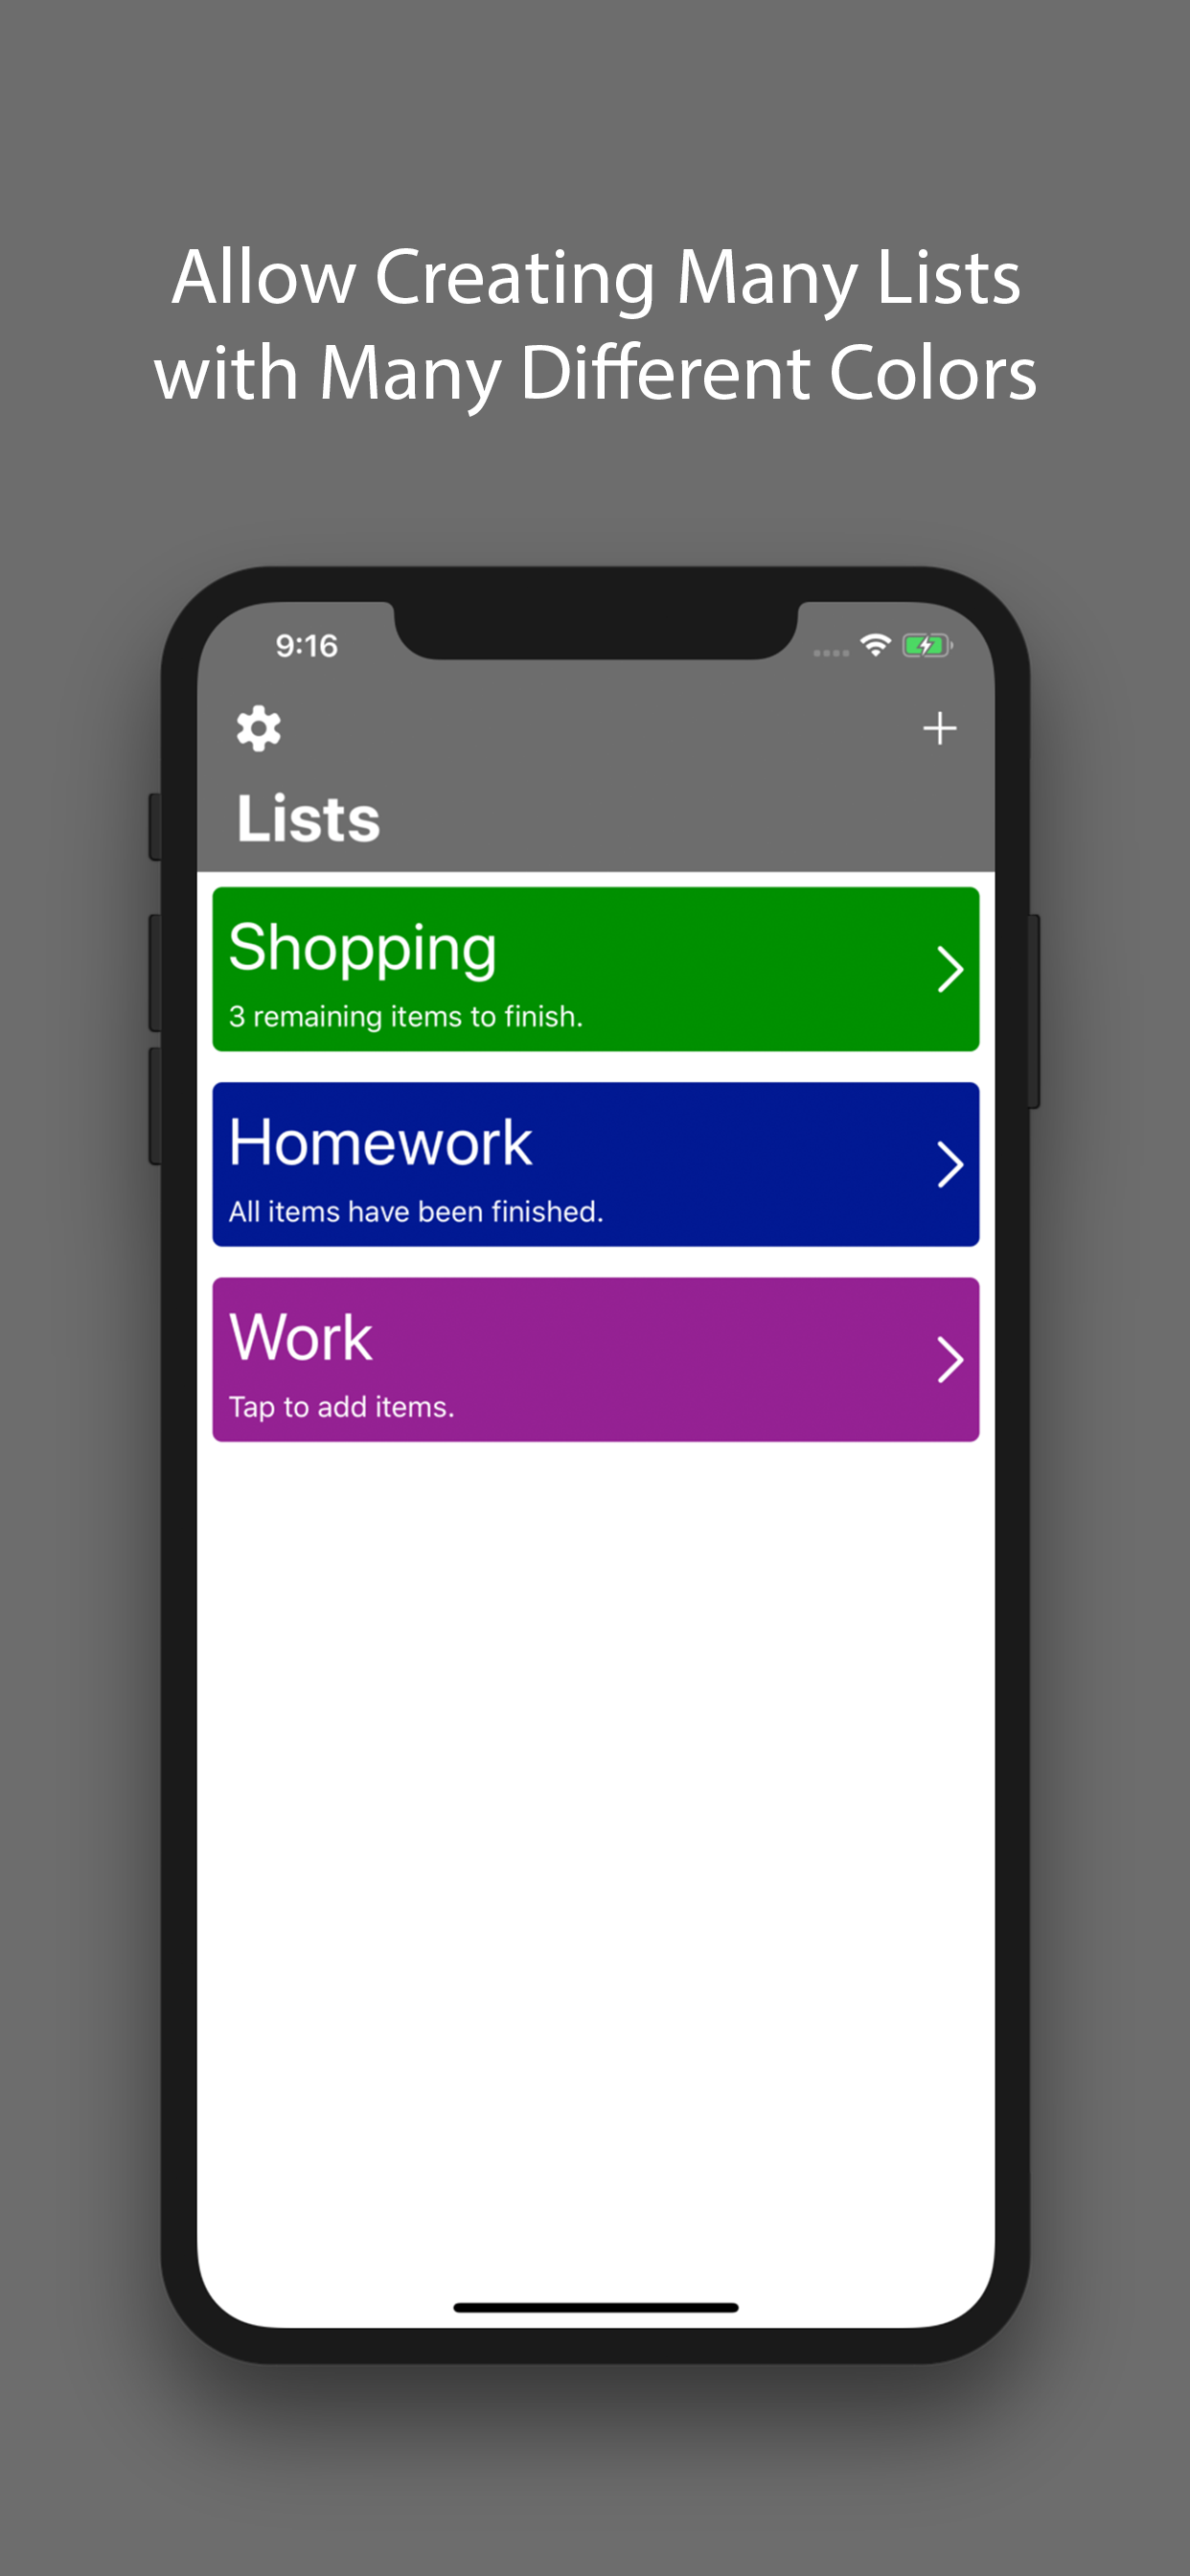 Allow Creating Many Lists
with Many Different Colors
9:16
Lists
Shopping
3 remaining items to finish.
Homework
All items have been finished.
Work
Tap to add items.